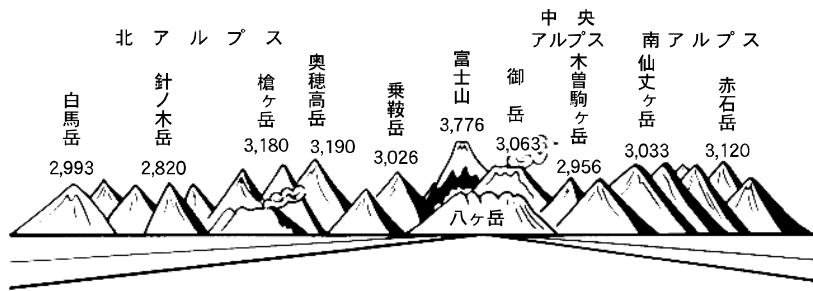 北アルプス
中央
アルプス
南アルプス
白馬岳
2,993
針ノ木岳
2,820
槍ヶ岳
3,180
奥穂高岳
3,190
乗鞍岳
3,026
富士山
3,776
御岳
3,063
木曽駒ヶ岳
2,956
仙丈ヶ岳
3,033
赤石岳
3,120
八ヶ岳